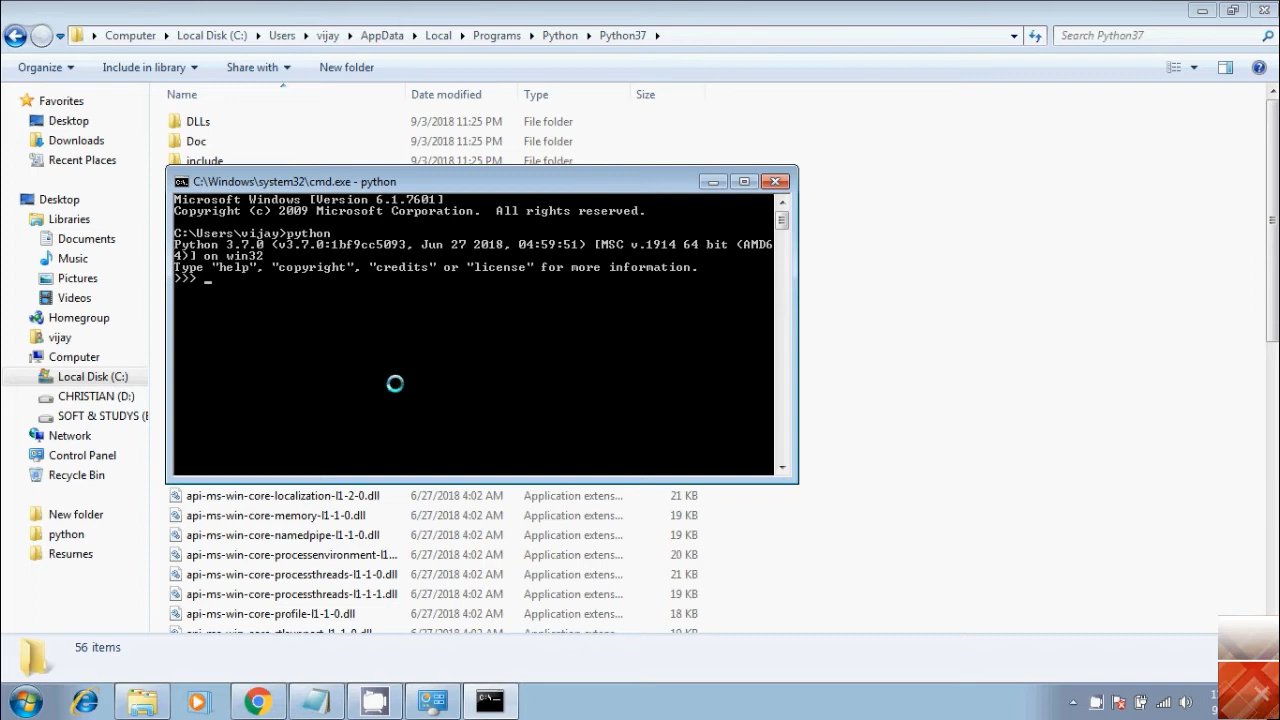 Computer Local Disk (C:) Users vijay AppData Local Programs Python Python37
Search Python37
Organize Include in library Share with New folder
Name Date modified Type Size
Favorites
Desktop
Downloads
Recent Places
Desktop
Libraries
Documents
Music
Pictures
Videos
Homegroup
vijay
Computer
Local Disk (C:)
CHRISTIAN (D:)
SOFT & STUDYS (E
Network
Control Panel
Recycle Bin
New folder
python
Resumes
DLLs 9/3/2018 11:25 PM File folder
Doc 9/3/2018 11:25 PM File folder
include 9/3/2018 11:25 PM File folder
C:\Windows\system32\cmd.exe - python
Microsoft Windows [Version 6.1.7601]
Copyright (c) 2009 Microsoft Corporation. All rights reserved.
C:\Users\vijay>python
Python 3.7.0 (v3.7.0:1bf9cc5093, Jun 27 2018, 04:59:51) [MSC v.1914 64 bit (AMD6
4)] on win32
Type "help", "copyright", "credits" or "license" for more information.
>>> _
api-ms-win-core-localization-l1-2-0.dll 6/27/2018 4:02 AM Application extens... 21 KB
api-ms-win-core-memory-l1-1-0.dll 6/27/2018 4:02 AM Application extens... 19 KB
api-ms-win-core-namedpipe-l1-1-0.dll 6/27/2018 4:02 AM Application extens... 19 KB
api-ms-win-core-processenvironment-l1... 6/27/2018 4:02 AM Application extens... 20 KB
api-ms-win-core-processthreads-l1-1-0.dll 6/27/2018 4:02 AM Application extens... 21 KB
api-ms-win-core-processthreads-l1-1-1.dll 6/27/2018 4:02 AM Application extens... 19 KB
api-ms-win-core-profile-l1-1-0.dll 6/27/2018 4:02 AM Application extens... 18 KB
56 items